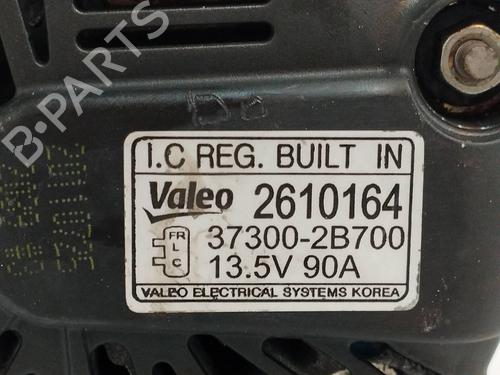 B-PARTS
I.C REG. BUILT IN
Valeo 2610164
FR
L
C
37300-2B700
13.5V 90A
VALEO ELECTRICAL SYSTEMS KOREA